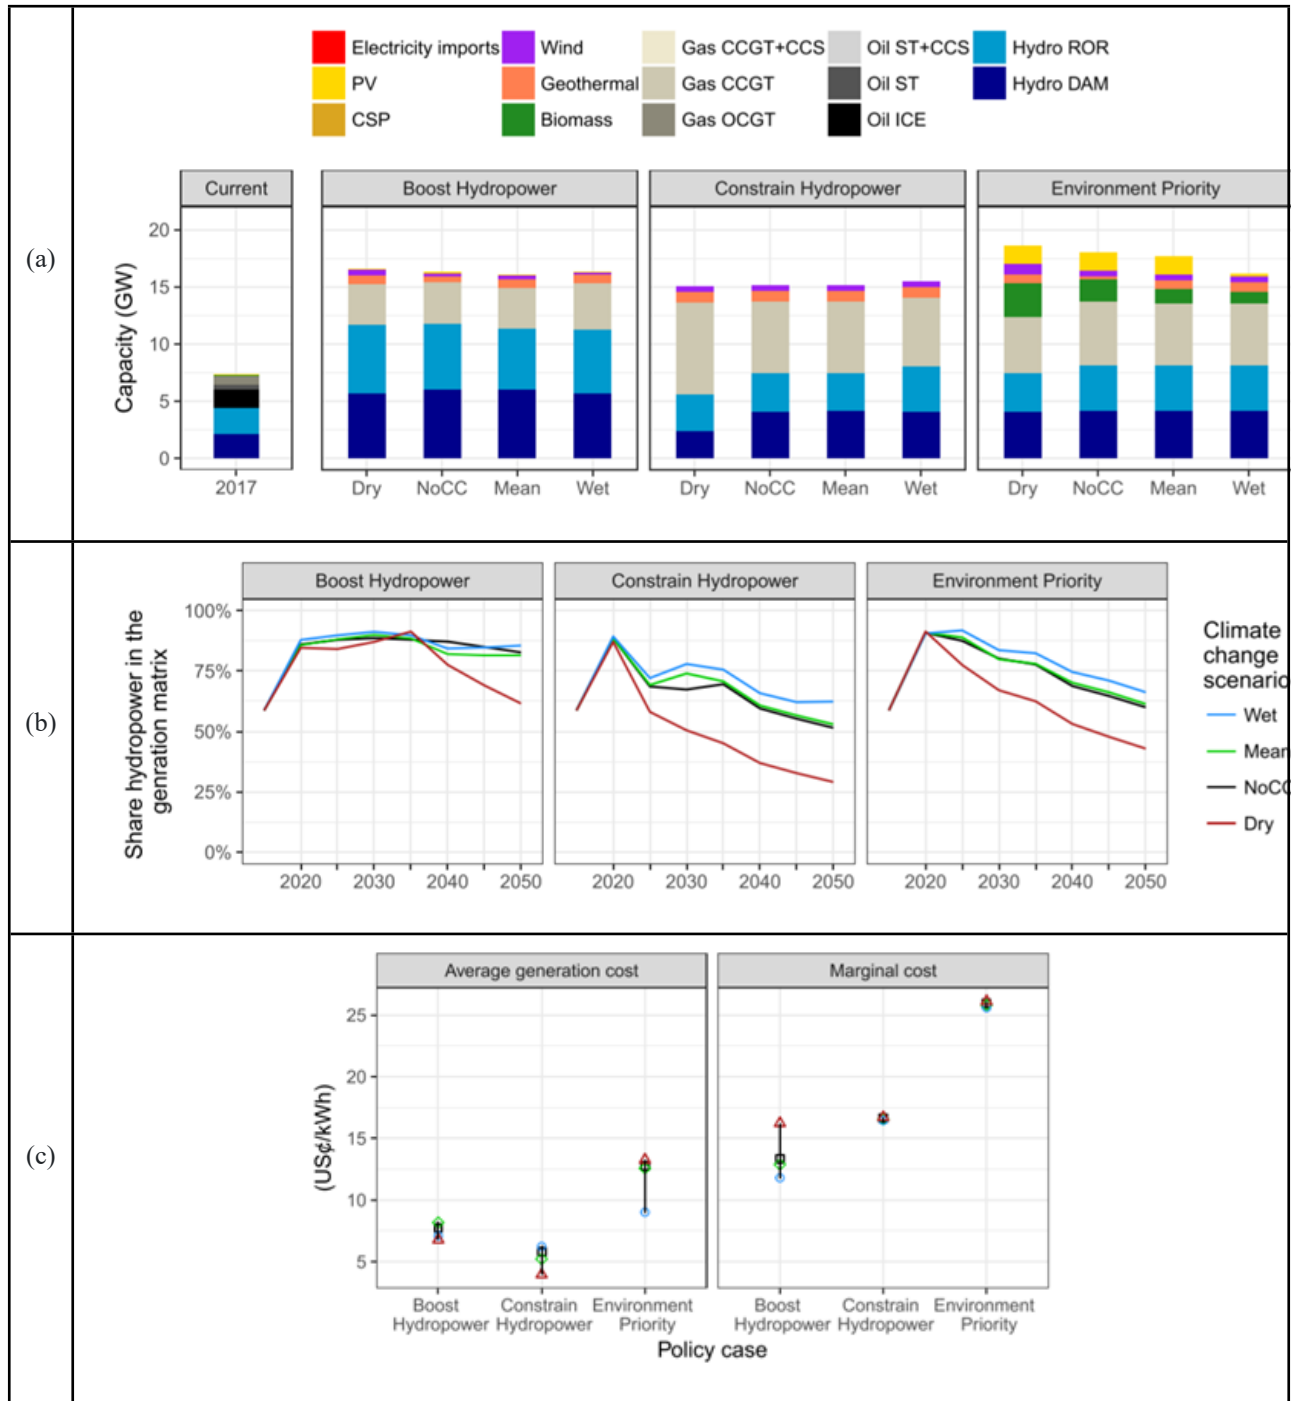 Electricity imports Wind Gas CCGT+CCS Oil ST+CCS Hydro ROR
PV Geothermal Gas CCGT Oil ST Hydro DAM
CSP Biomass Gas OCGT Oil ICE
(a)
Current Boost Hydropower Constrain Hydropower Environment Priority
Capacity (GW)
20
15
10
5
0
2017 Dry NoCC Mean Wet Dry NoCC Mean Wet Dry NoCC Mean Wet
(b)
Boost Hydropower Constrain Hydropower Environment Priority
Share hydropower in the
genration matrix
100%
75%
50%
25%
0%
2020 2030 2040 2050 2020 2030 2040 2050 2020 2030 2040 2050
Climate
change
scenario
Wet
Mean
NoCC
Dry
(c)
Average generation cost Marginal cost
(US¢/kWh)
25
20
15
10
5
Boost Constrain Environment Boost Constrain Environment
Hydropower Hydropower Priority Hydropower Hydropower Priority
Policy case